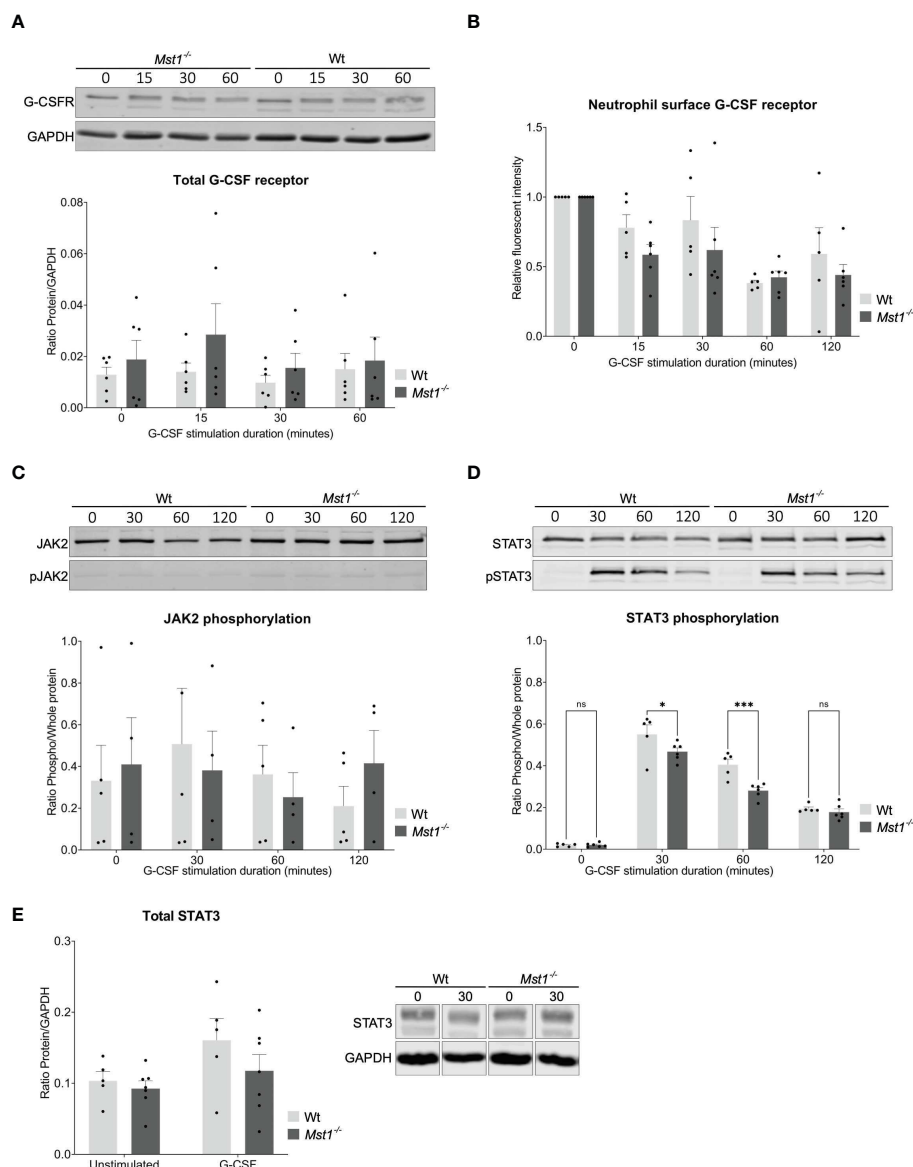 A
Mst1-/- Wt
0 15 30 60 0 15 30 60
G-CSFR
GAPDH
Total G-CSF receptor
0.08
0.06
0.04
0.02
0.00
Ratio Protein/GAPDH
0 15 30 60
G-CSF stimulation duration (minutes)
Wt
Mst1-/-
B
Neutrophil surface G-CSF receptor
1.5
1.0
0.5
0.0
Relative fluorescent intensity
0 15 30 60 120
G-CSF stimulation duration (minutes)
Wt
Mst1-/-
C
Wt Mst1-/-
0 30 60 120 0 30 60 120
JAK2
pJAK2
JAK2 phosphorylation
1.0
0.8
0.6
0.4
0.2
0.0
Ratio Phospho/Whole protein
0 30 60 120
G-CSF stimulation duration (minutes)
Wt
Mst1-/-
D
Wt Mst1-/-
0 30 60 120 0 30 60 120
STAT3
pSTAT3
STAT3 phosphorylation
1.0
0.8
0.6
0.4
0.2
0.0
Ratio Phospho/Whole protein
ns * *** ns
0 30 60 120
G-CSF stimulation duration (minutes)
Wt
Mst1-/-
E
Total STAT3
0.3
0.2
0.1
0.0
Ratio Protein/GAPDH
Unstimulated G-CSF
Wt
Mst1-/-
Wt Mst1-/-
0 30 0 30
STAT3
GAPDH